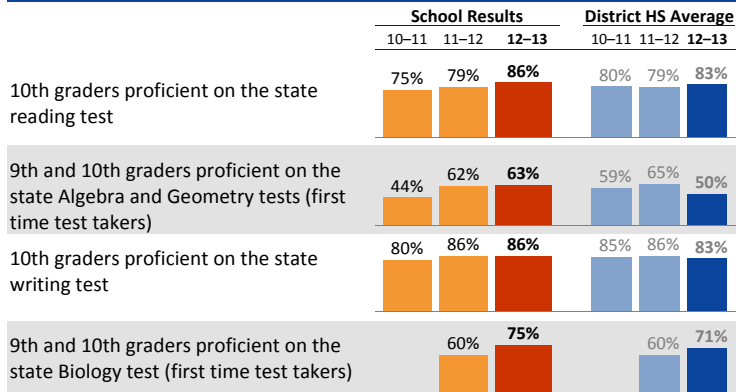 School Results District HS Average
10–11 11–12 12–13 10–11 11–12 12–13
75% 79% 86% 80% 79% 83%
10th graders proficient on the state
reading test
9th and 10th graders proficient on the
state Algebra and Geometry tests (first
time test takers)
44% 62% 63% 59% 65% 50%
80% 86% 86% 85% 86% 83%
10th graders proficient on the state
writing test
60% 75% 60% 71%
9th and 10th graders proficient on the
state Biology test (first time test takers)